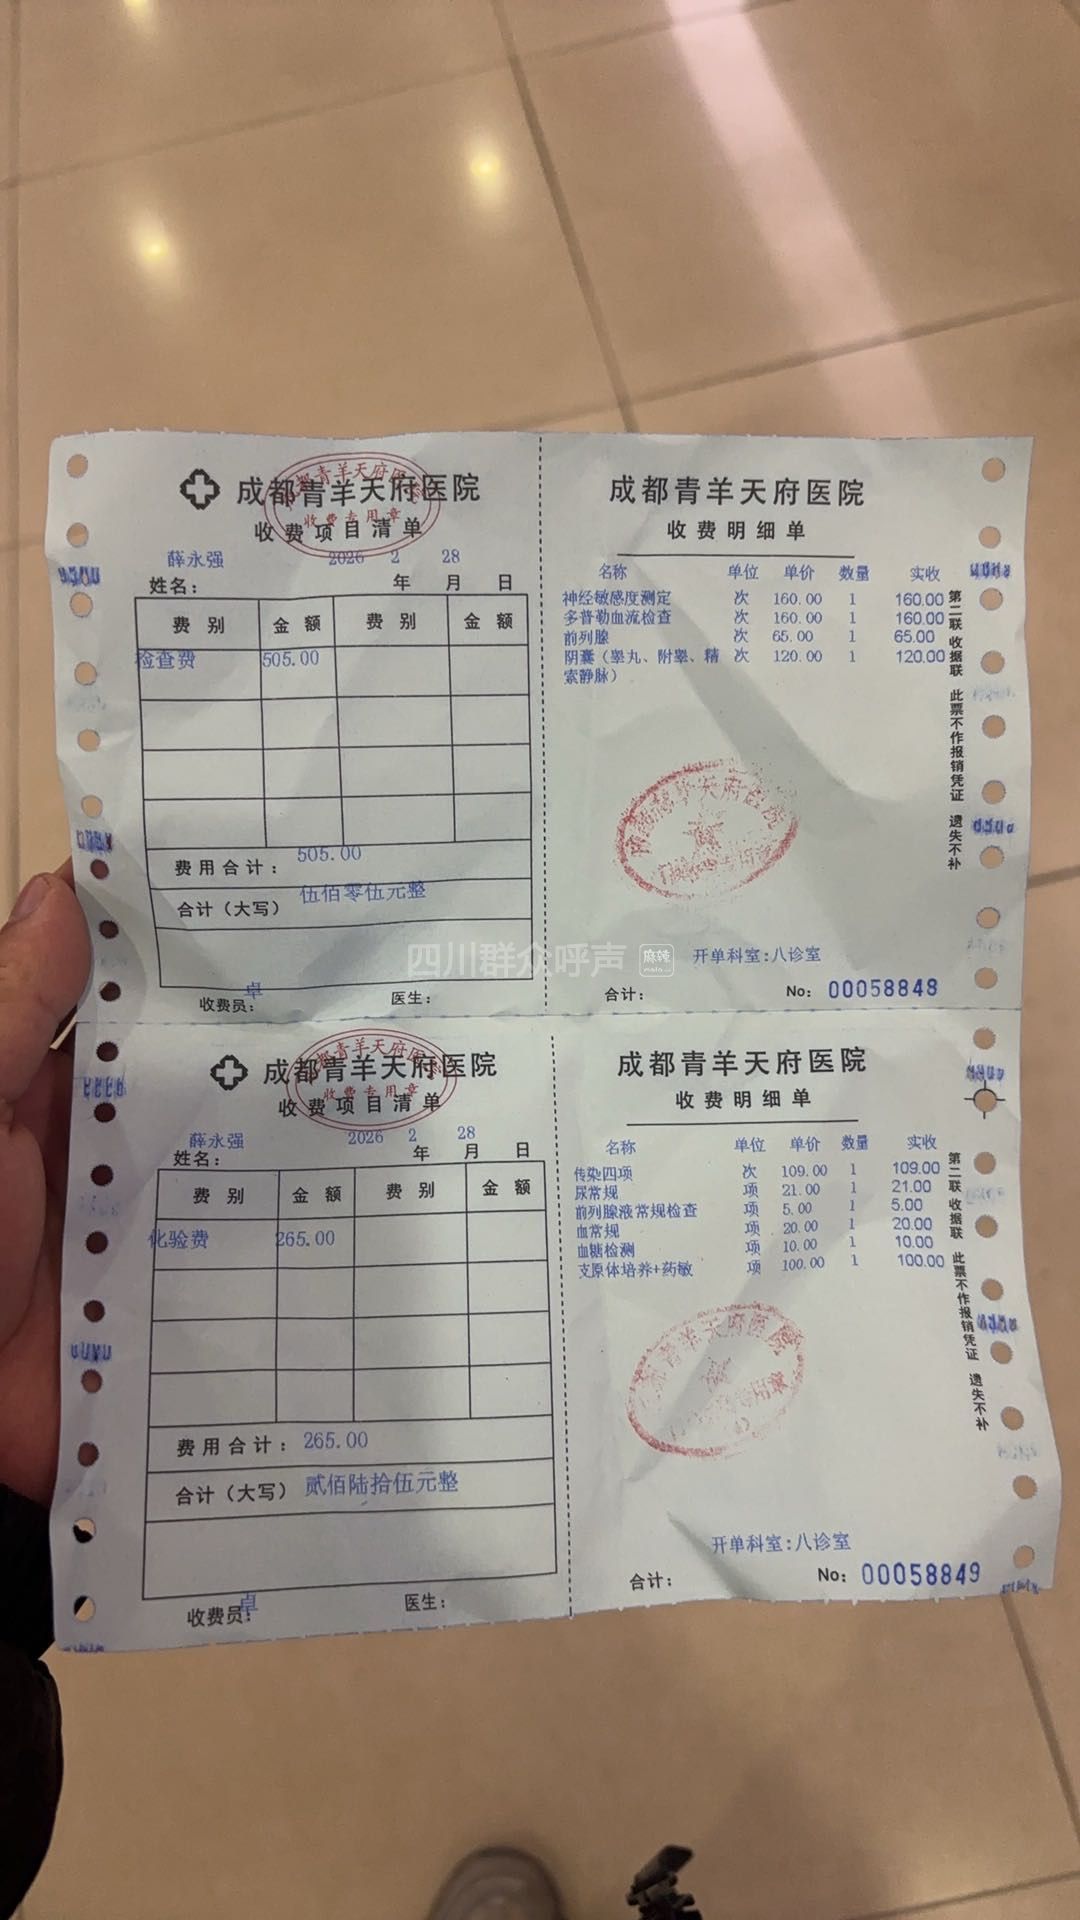 成都青羊天府医院
收费项目清单
收费专用章
薛永强 2026 2 28
姓名： 年 月 日
费别 金额 费别 金额
检查费 505.00
费用合计： 505.00
合计（大写） 伍佰零伍元整
收费员： 卓 医生：
成都青羊天府医院
收费明细单
名称 单位 单价 数量 实收
神经敏感度测定 次 160.00 1 160.00
多普勒血流检查 次 160.00 1 160.00
前列腺 次 65.00 1 65.00
阴囊（睾丸、附睾、精 次 120.00 1 120.00
索静脉）
第二联 收据联 此票不作报销凭证 遗失不补
开单科室:八诊室
合计： No: 00058848
四川群众呼声 麻辣
成都青羊天府医院
收费项目清单
收费专用章
薛永强 2026 2 28
姓名： 年 月 日
费别 金额 费别 金额
化验费 265.00
费用合计： 265.00
合计（大写） 贰佰陆拾伍元整
收费员： 卓 医生：
成都青羊天府医院
收费明细单
名称 单位 单价 数量 实收
传染四项 次 109.00 1 109.00
尿常规 项 21.00 1 21.00
前列腺液常规检查 项 5.00 1 5.00
血常规 项 20.00 1 20.00
血糖检测 项 10.00 1 10.00
支原体培养+药敏 项 100.00 1 100.00
第二联 收据联 此票不作报销凭证 遗失不补
开单科室:八诊室
合计： No: 00058849